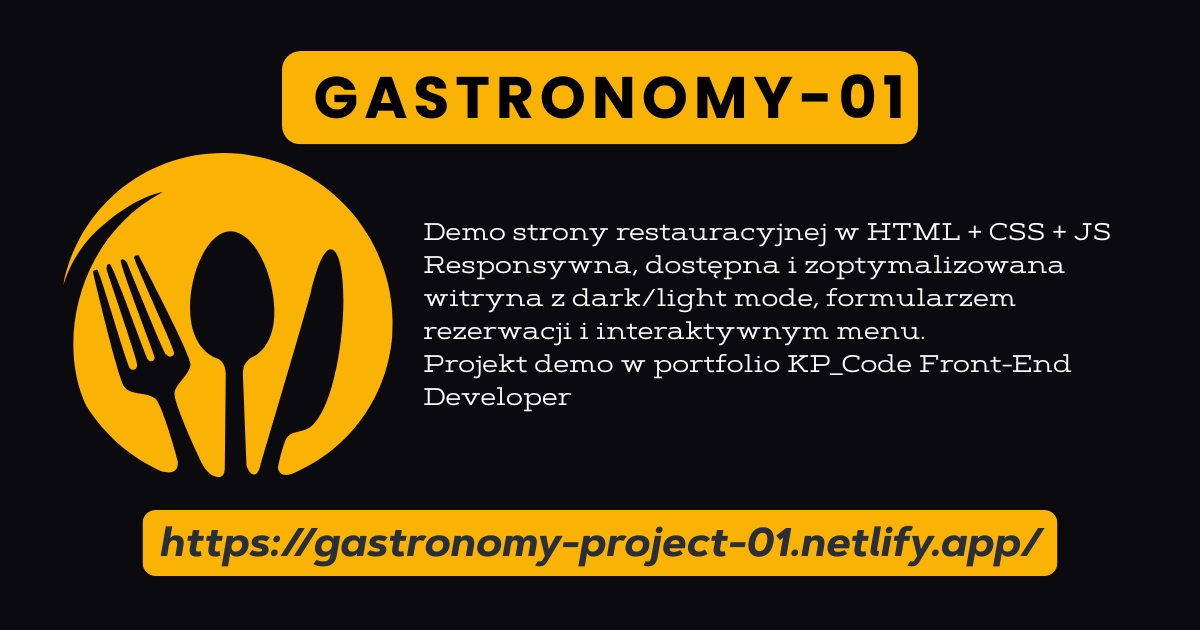 GASTRONOMY-01
Demo strony restauracyjnej w HTML + CSS + JS
Responsywna, dostępna i zoptymalizowana
witryna z dark/light mode, formularzem
rezerwacji i interaktywnym menu.
Projekt demo w portfolio KP_Code Front-End
Developer
https://gastronomy-project-01.netlify.app/